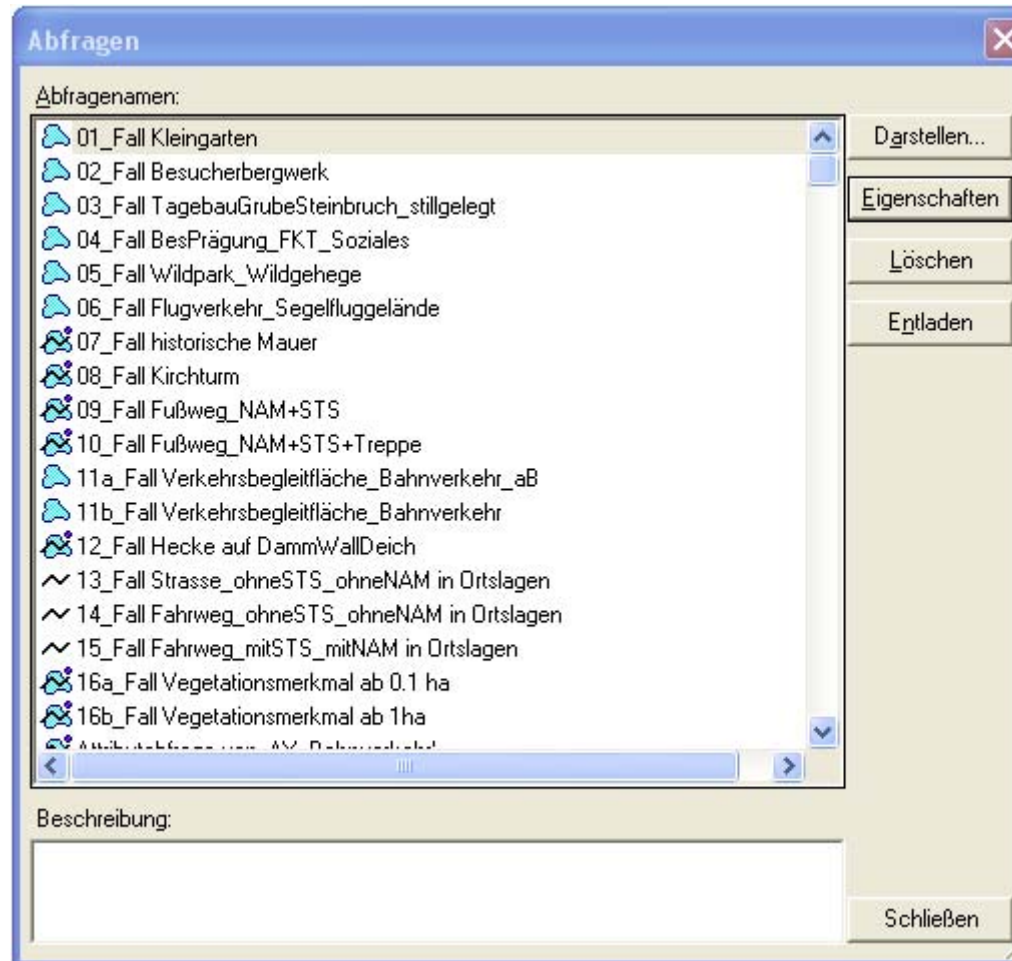 Abfragen
Abfragenamen:
01_Fall Kleingarten
02_Fall Besucherbergwerk
03_Fall TagebauGrubeSteinbruch_stillgelegt
04_Fall BesPrägung_FKT_Soziales
05_Fall Wildpark_Wildgehege
06_Fall Flugverkehr_Segelfluggelände
07_Fall historische Mauer
08_Fall Kirchturm
09_Fall Fußweg_NAM+STS
10_Fall Fußweg_NAM+STS+Treppe
11a_Fall Verkehrsbegleitfläche_Bahnverkehr_aB
11b_Fall Verkehrsbegleitfläche_Bahnverkehr
12_Fall Hecke auf DammWallDeich
13_Fall Strasse_ohneSTS_ohneNAM in Ortslagen
14_Fall Fahrweg_ohneSTS_ohneNAM in Ortslagen
15_Fall Fahrweg_mitSTS_mitNAM in Ortslagen
16a_Fall Vegetationsmerkmal ab 0.1 ha
16b_Fall Vegetationsmerkmal ab 1ha
Darstellen...
Eigenschaften
Löschen
Entladen
Beschreibung:
Schließen